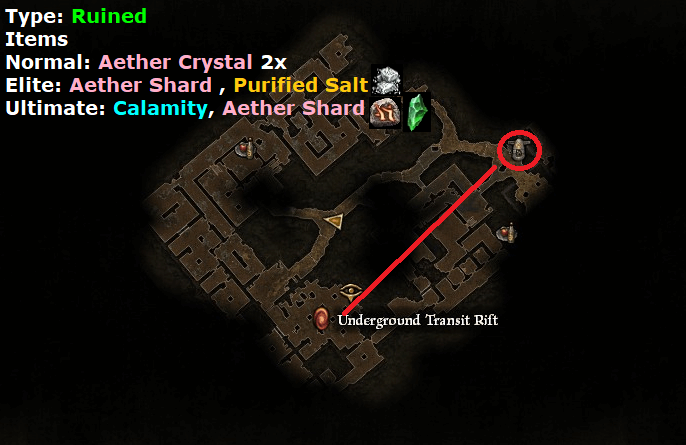 Type: Ruined
Items
Normal: Aether Crystal 2x
Elite: Aether Shard , Purified Salt
Ultimate: Calamity, Aether Shard
Underground Transit Rift